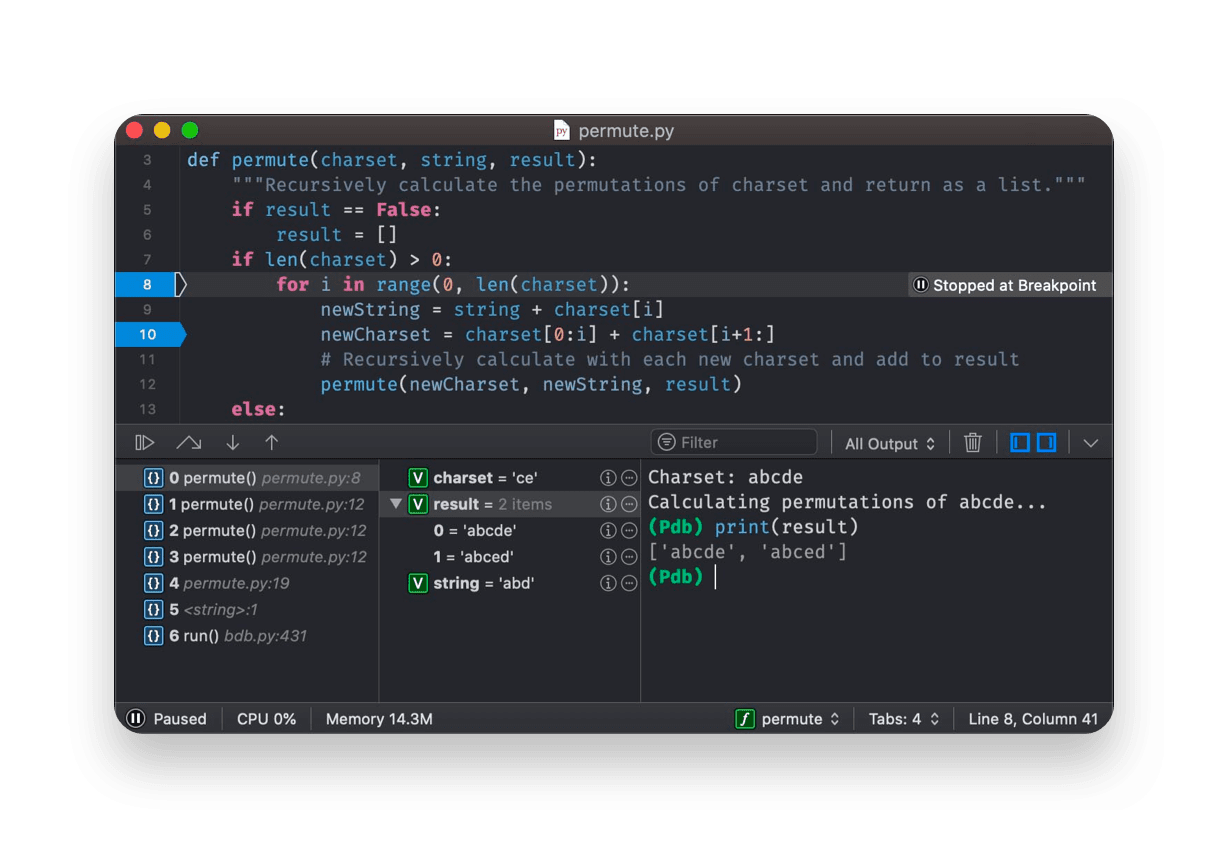 py permute.py
3 def permute(charset, string, result):
4 """Recursively calculate the permutations of charset and return as a list."""
5 if result == False:
6 result = []
7 if len(charset) > 0:
8 for i in range(0, len(charset)): Stopped at Breakpoint
9 newString = string + charset[i]
10 newCharset = charset[0:i] + charset[i+1:]
11 # Recursively calculate with each new charset and add to result
12 permute(newCharset, newString, result)
13 else:
Filter All Output
{} 0 permute() permute.py:8
{} 1 permute() permute.py:12
{} 2 permute() permute.py:12
{} 3 permute() permute.py:12
{} 4 permute.py:19
{} 5 <string>:1
{} 6 run() bdb.py:431
V charset = 'ce'
V result = 2 items
0 = 'abcde'
1 = 'abced'
V string = 'abd'
Charset: abcde
Calculating permutations of abcde...
(Pdb) print(result)
['abcde', 'abced']
(Pdb)
Paused CPU 0% Memory 14.3M f permute Tabs: 4 Line 8, Column 41